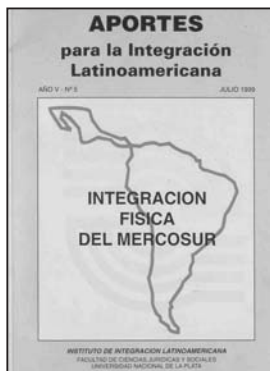 APORTES
para la Integración
Latinoamericana
AÑO V - Nº 5 JULIO 1999
INTEGRACION
FISICA
DEL MERCOSUR
INSTITUTO DE INTEGRACION LATINOAMERICANA
FACULTAD DE CIENCIAS JURIDICAS Y SOCIALES
UNIVERSIDAD NACIONAL DE LA PLATA